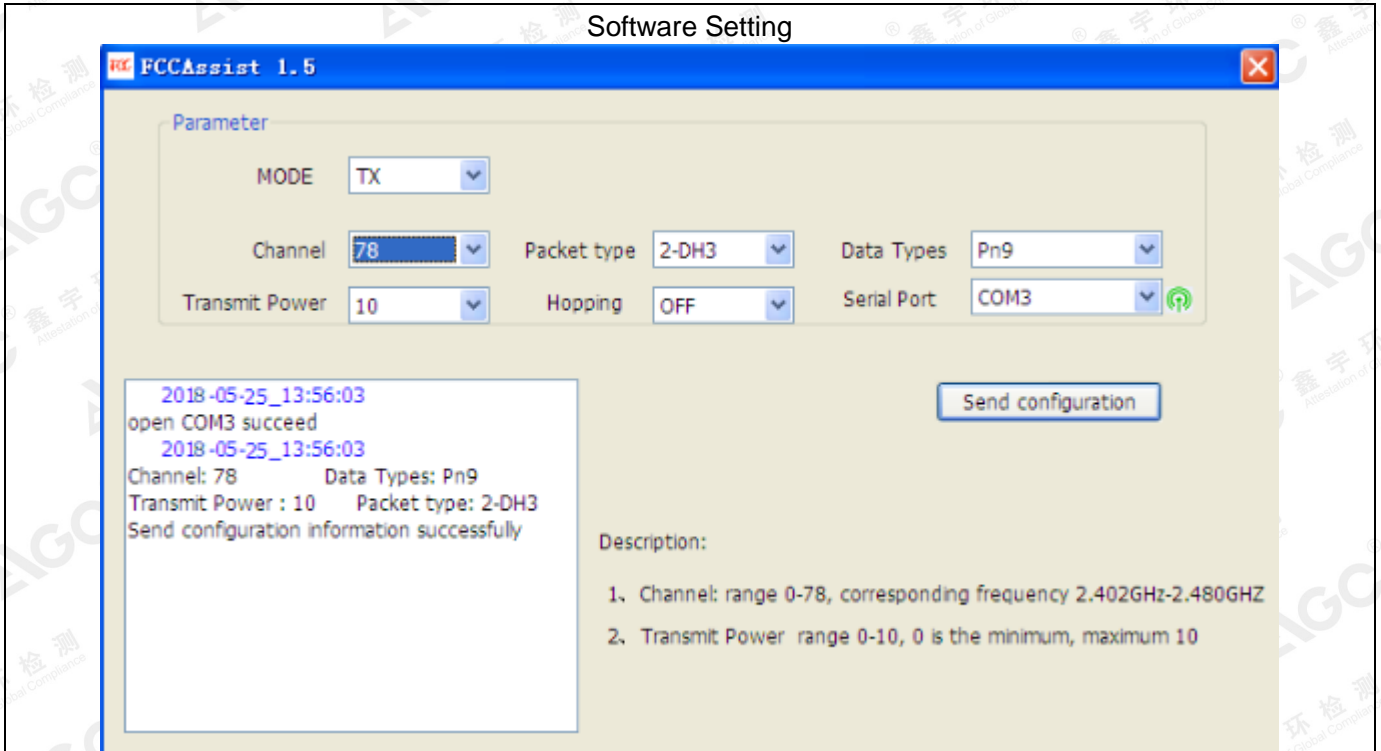 Software Setting
FCC FCCAssist 1.5
Parameter
MODE TX
Channel 78 Packet type 2-DH3 Data Types Pn9
Transmit Power 10 Hopping OFF Serial Port COM3
2018-05-25_13:56:03
open COM3 succeed
2018-05-25_13:56:03
Channel: 78 Data Types: Pn9
Transmit Power : 10 Packet type: 2-DH3
Send configuration information successfully
Send configuration
Description:
1、Channel: range 0-78, corresponding frequency 2.402GHz-2.480GHZ
2、Transmit Power range 0-10, 0 is the minimum, maximum 10